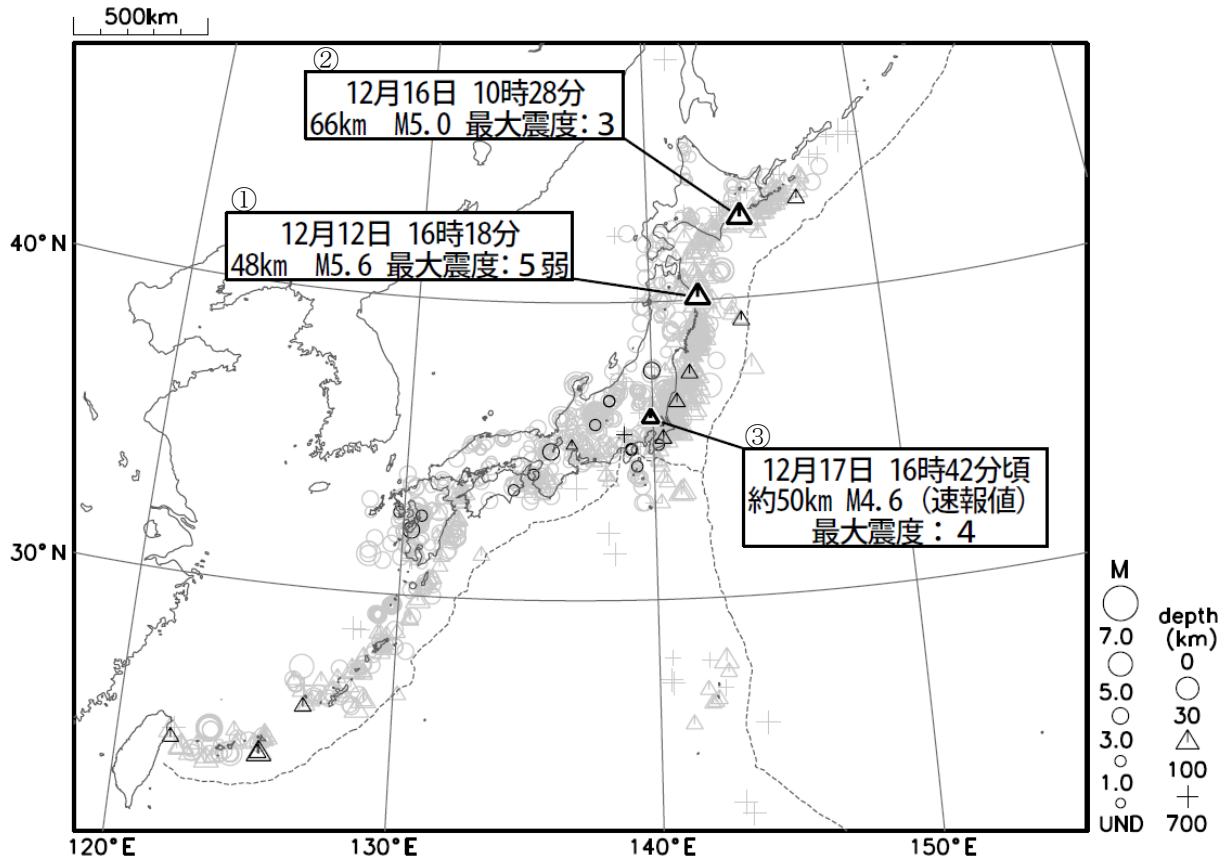 500km
②
12月16日 10時28分
66km M5.0 最大震度：3
①
12月12日 16時18分
48km M5.6 最大震度：5弱
40°N
③
12月17日 16時42分頃
約50km M4.6（速報値）
最大震度：4
30°N
M
7.0
5.0
3.0
1.0
UND
depth
(km)
0
30
100
700
120°E
130°E
140°E
150°E